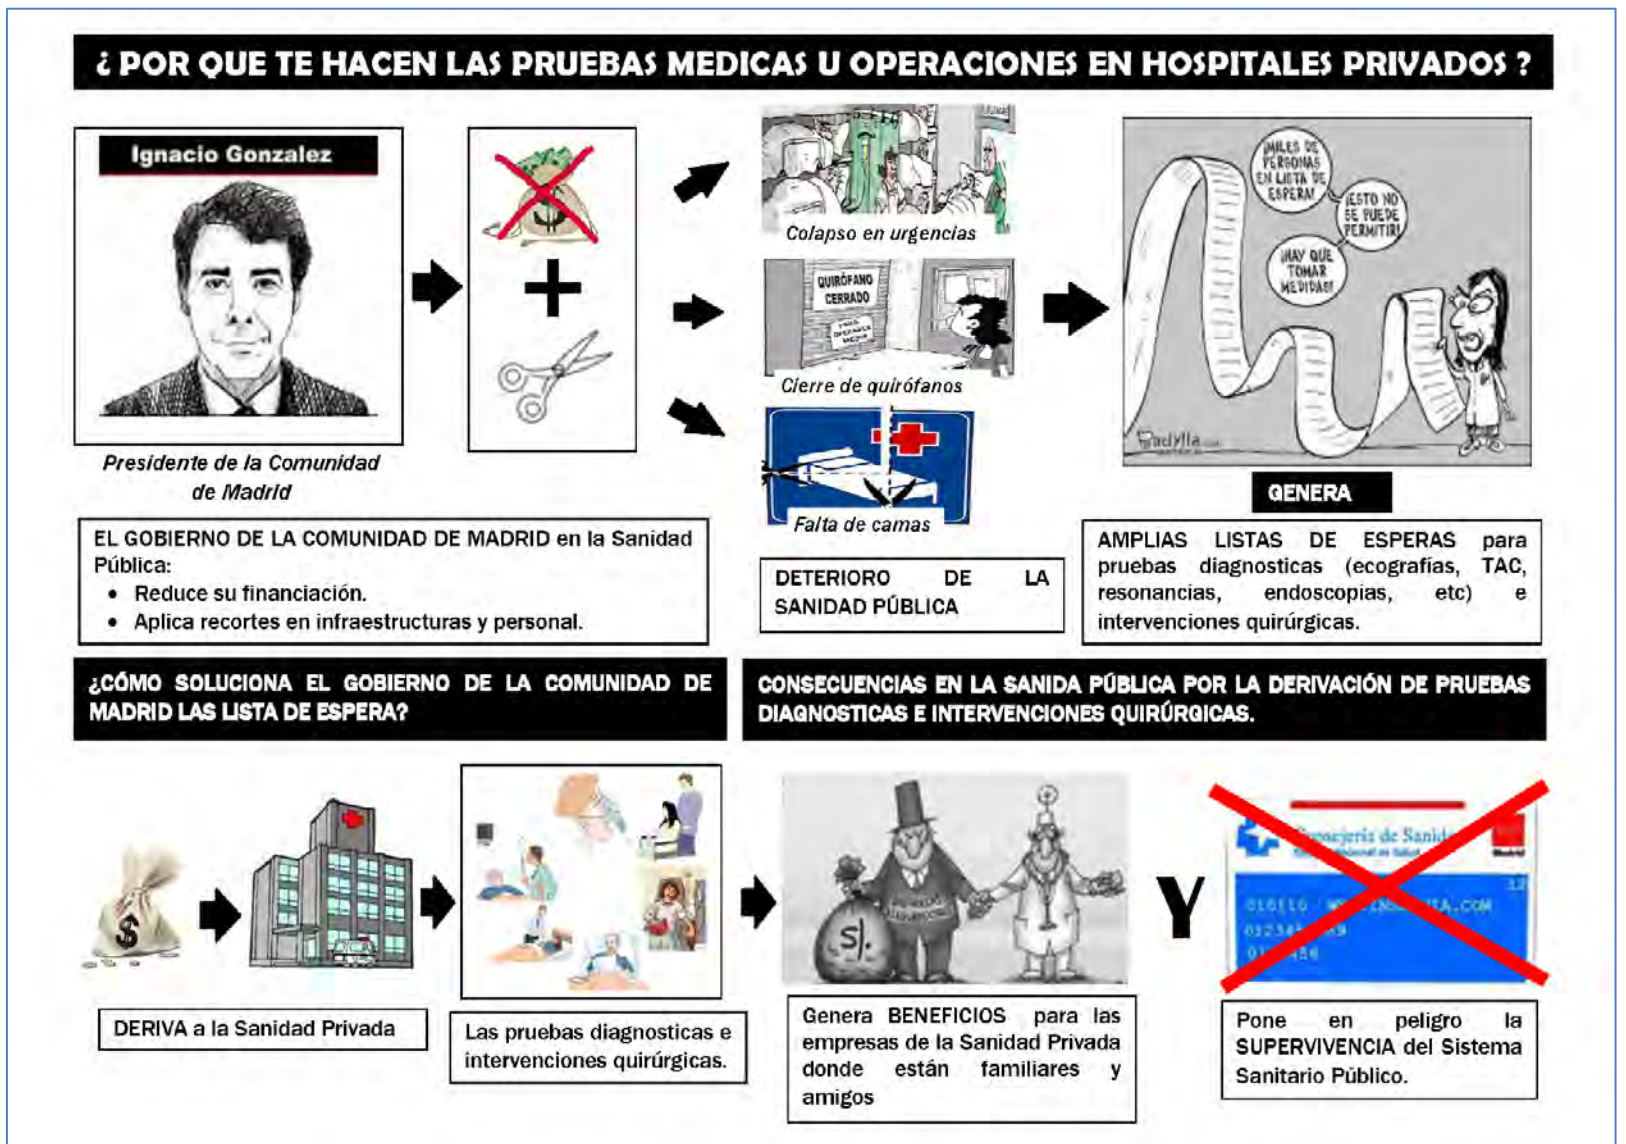 ¿ POR QUE TE HACEN LAS PRUEBAS MEDICAS U OPERACIONES EN HOSPITALES PRIVADOS ?
Ignacio Gonzalez
Presidente de la Comunidad
de Madrid
EL GOBIERNO DE LA COMUNIDAD DE MADRID en la Sanidad
Pública:
• Reduce su financiación.
• Aplica recortes en infraestructuras y personal.
Colapso en urgencias
QUIRÓFANO
CERRADO
Cierre de quirófanos
Falta de camas
DETERIORO DE LA
SANIDAD PÚBLICA
¡MILES DE
PERSONAS
EN LISTA DE
ESPERA!
¡ESTO NO
SE PUEDE
PERMITIR!
¡HAY QUE
TOMAR
MEDIDAS!
GENERA
AMPLIAS LISTAS DE ESPERAS para
pruebas diagnosticas (ecografías, TAC,
resonancias, endoscopias, etc) e
intervenciones quirúrgicas.
¿CÓMO SOLUCIONA EL GOBIERNO DE LA COMUNIDAD DE
MADRID LAS LISTA DE ESPERA?
CONSECUENCIAS EN LA SANIDA PÚBLICA POR LA DERIVACIÓN DE PRUEBAS
DIAGNOSTICAS E INTERVENCIONES QUIRÚRGICAS.
$
DERIVA a la Sanidad Privada
Las pruebas diagnosticas e
intervenciones quirúrgicas.
S/.
Genera BENEFICIOS para las
empresas de la Sanidad Privada
donde están familiares y
amigos
Y
de Sanidad
Madrid
010110
Pone en peligro la
SUPERVIVENCIA del Sistema
Sanitario Público.